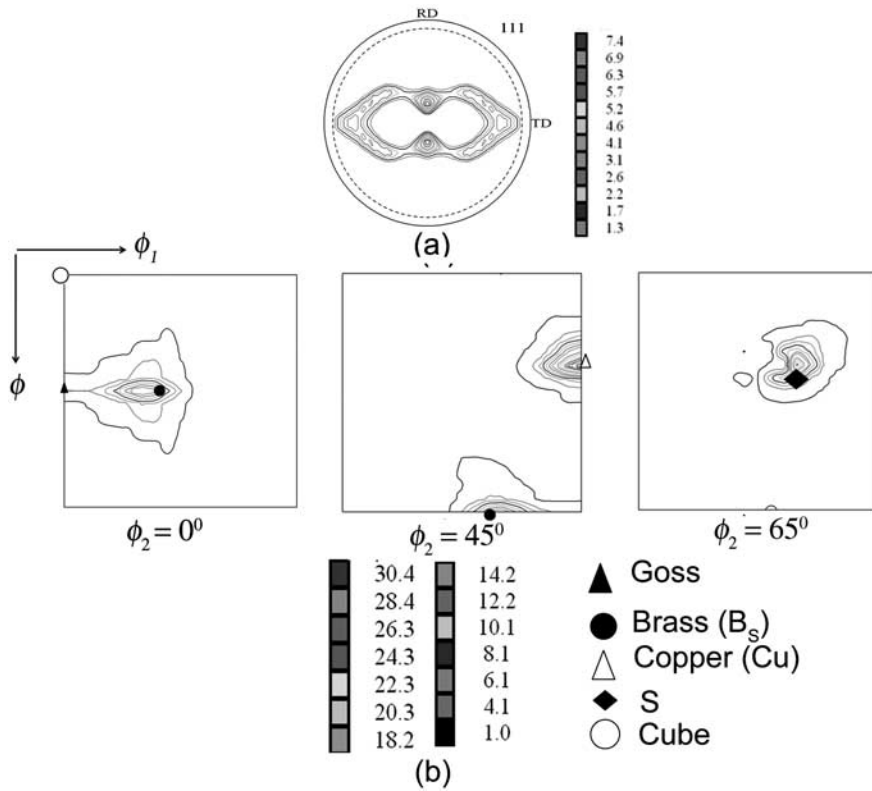 RD
111
TD
7.4
6.9
6.3
5.7
5.2
4.6
4.1
3.1
2.6
2.2
1.7
1.3
(a)
ϕ₁
ϕ
ϕ₂ = 0⁰
ϕ₂ = 45⁰
ϕ₂ = 65⁰
30.4 14.2
28.4 12.2
26.3 10.1
24.3 8.1
22.3 6.1
20.3 4.1
18.2 1.0
Goss
Brass (Bₛ)
Copper (Cu)
S
Cube
(b)